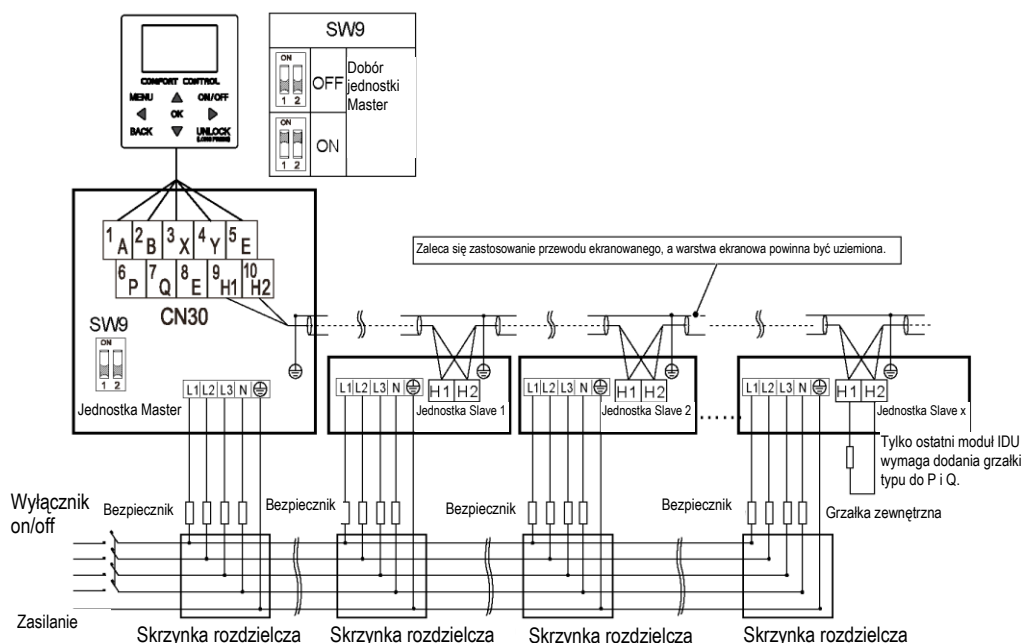 SW9
COMFORT CONTROL
MENU ON/OFF
OK
BACK UNLOCK
(LONG PRESS)
ON
1 2
OFF
Dobór
jednostki
Master
ON
1 2
ON
1 A 2 B 3 X 4 Y 5 E
6 P 7 Q 8 E 9 H1 10 H2
CN30
SW9
ON
1 2
Zaleca się zastosowanie przewodu ekranowanego, a warstwa ekranowa powinna być uziemiona.
L1 L2 L3 N
Jednostka Master
L1 L2 L3 N
H1 H2
Jednostka Slave 1
L1 L2 L3 N
H1 H2
Jednostka Slave 2
L1 L2 L3 N
H1 H2
Jednostka Slave x
Tylko ostatni moduł IDU
wymaga dodania grzałki
typu do P i Q.
Wyłącznik
on/off
Bezpiecznik
Bezpiecznik
Bezpiecznik
Bezpiecznik
Grzałka zewnętrzna
Zasilanie
Skrzynka rozdzielcza
Skrzynka rozdzielcza
Skrzynka rozdzielcza
Skrzynka rozdzielcza